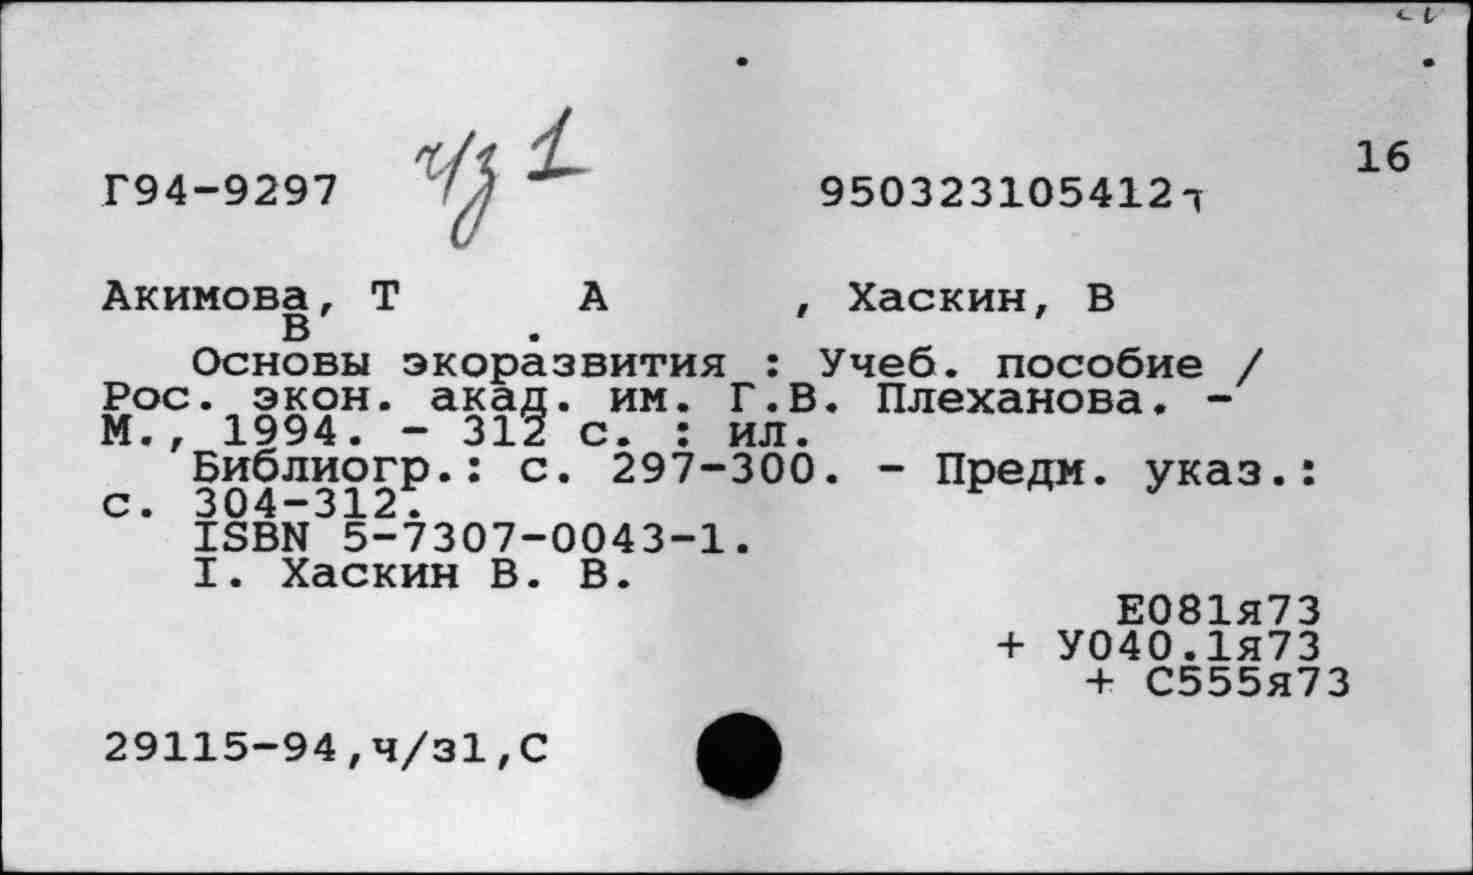 16
Г94-9297 ч/з 1 950323105412
Акимова, Т А , Хаскин, В
В .
Основы экоразвития : Учеб. пособие /
Рос. экон. акад. им. Г.В. Плеханова. -
М., 1994. - 312 с. : ил.
Библиогр.: с. 297-300. - Предм. указ.:
с. 304-312.
ISBN 5-7307-0043-1.
I. Хаскин В. В.
Е081я73
+ У040.1я73
+ С555я73
29115-94,ч/з1,С